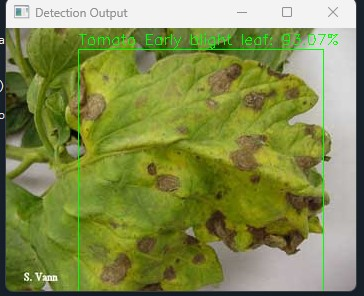 Detection Output
Tomato Early blight leaf: 93.07%
S. Vann